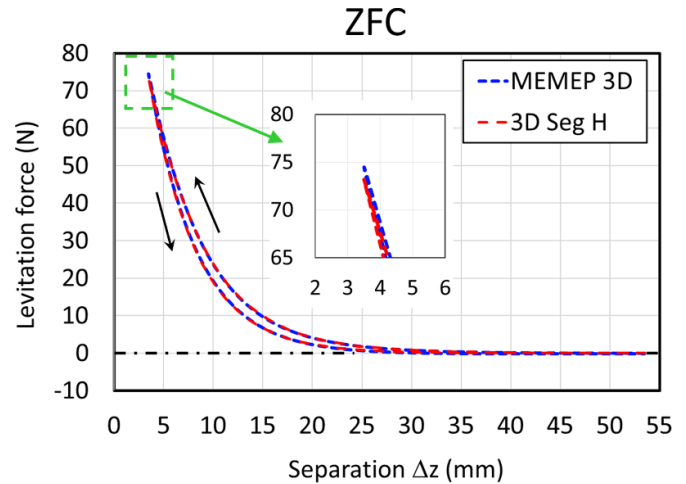 ZFC
Levitation force (N)
80
70
60
50
40
30
20
10
0
-10
MEMEP 3D
3D Seg H
80
75
70
65
2 3 4 5 6
0 5 10 15 20 25 30 35 40 45 50 55
Separation Δz (mm)